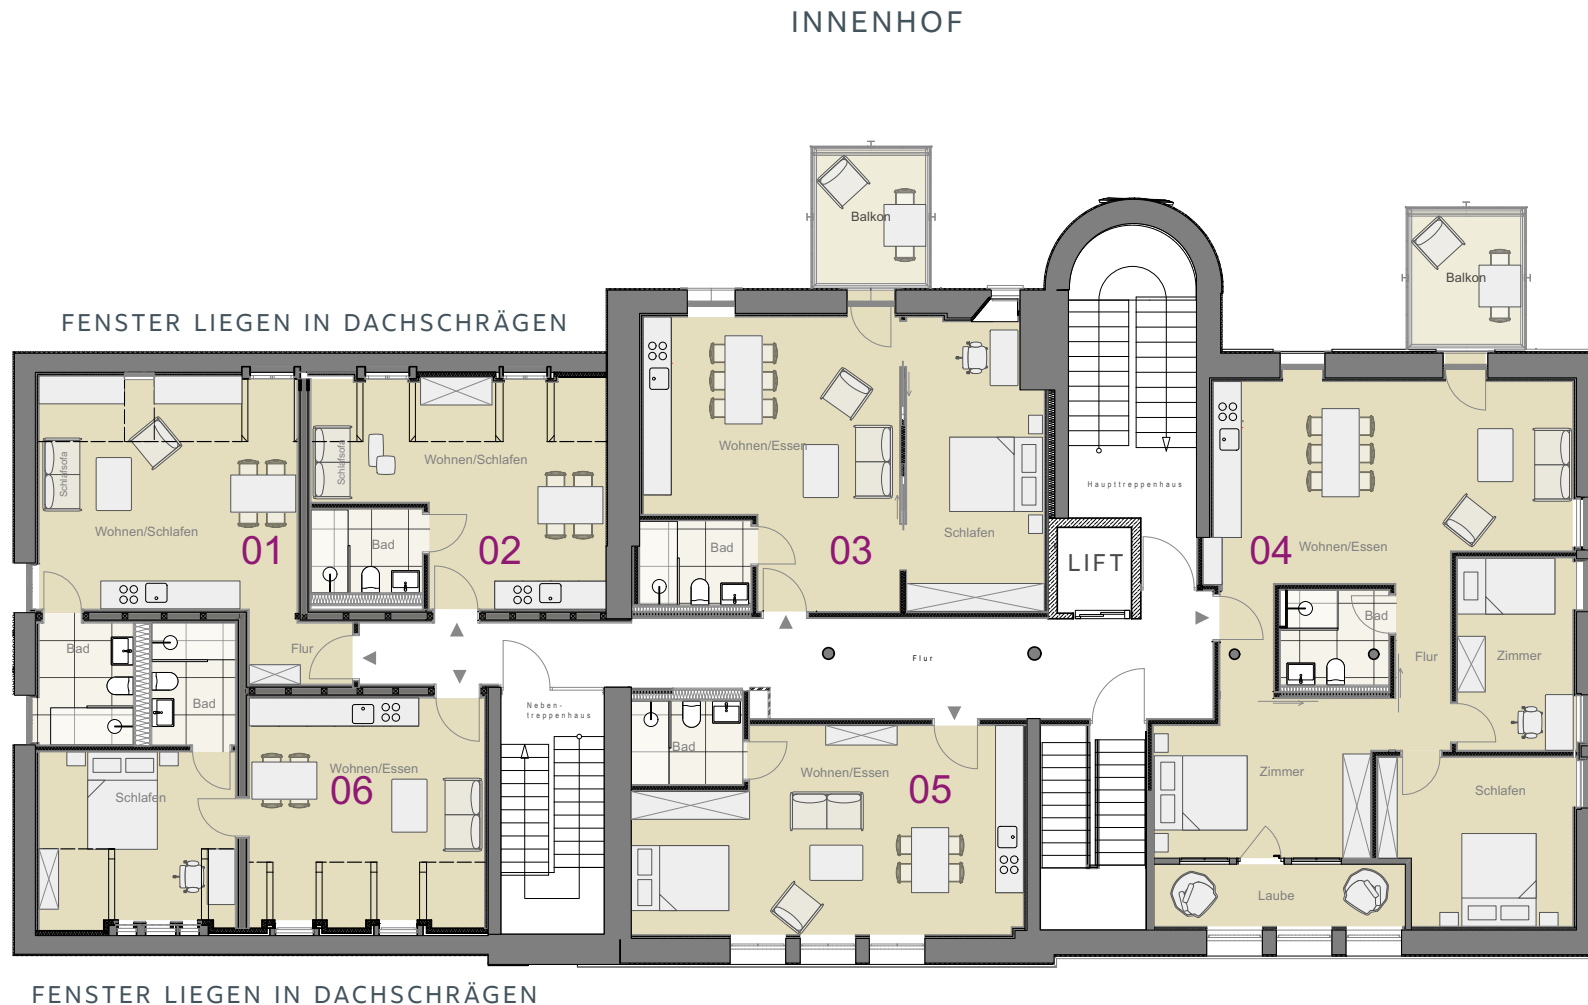 INNENHOF
Balkon
Balkon
FENSTER LIEGEN IN DACHSCHRÄGEN
Schlafsofa
Wohnen/Schlafen
01
Schlafsofa
Wohnen/Schlafen
Bad
02
Wohnen/Essen
Schlafen
Bad
03
Haupttreppenhaus
LIFT
Wohnen/Essen
04
Bad
Flur
Zimmer
Bad
Bad
Flur
Flur
Neben-
treppenhaus
Schlafen
Wohnen/Essen
06
Bad
Wohnen/Essen
05
Zimmer
Schlafen
Laube
FENSTER LIEGEN IN DACHSCHRÄGEN